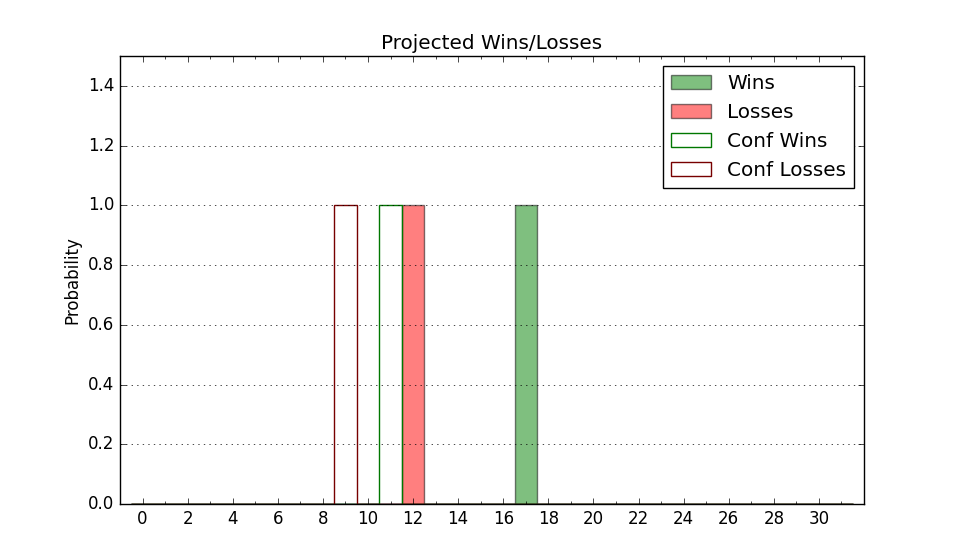 Projected Wins/Losses
Wins
Losses
Conf Wins
Conf Losses
Probability
1.4
1.2
1.0
0.8
0.6
0.4
0.2
0.0
0 2 4 6 8 10 12 14 16 18 20 22 24 26 28 30